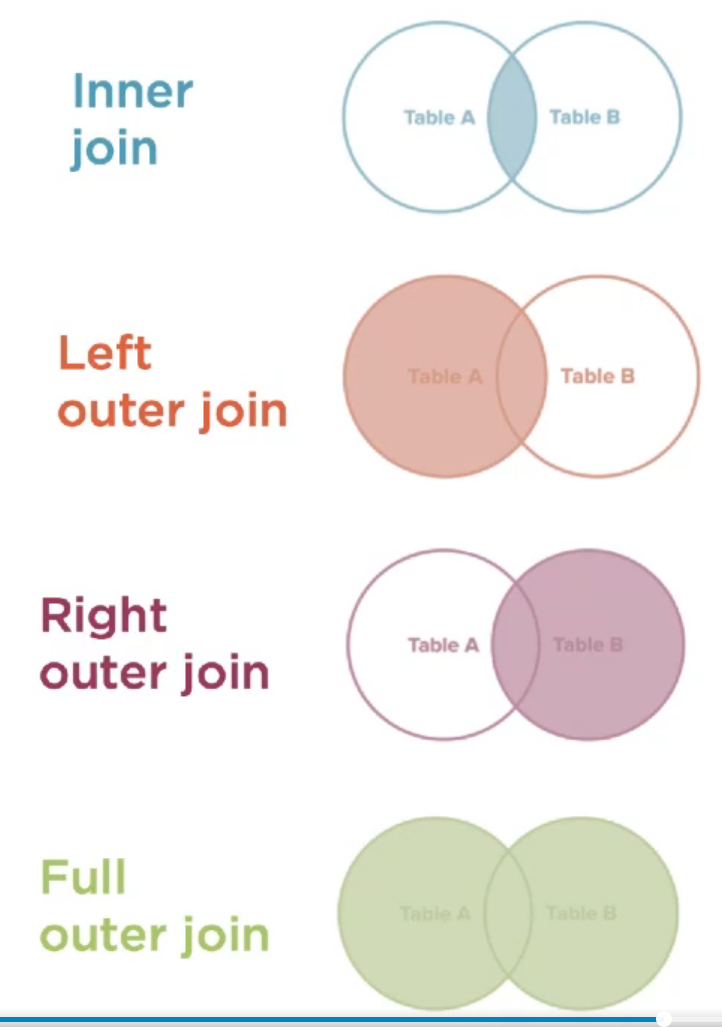 Inner
join
Table A
Table B
Left
outer join
Table A
Table B
Right
outer join
Table A
Table B
Full
outer join
Table A
Table B